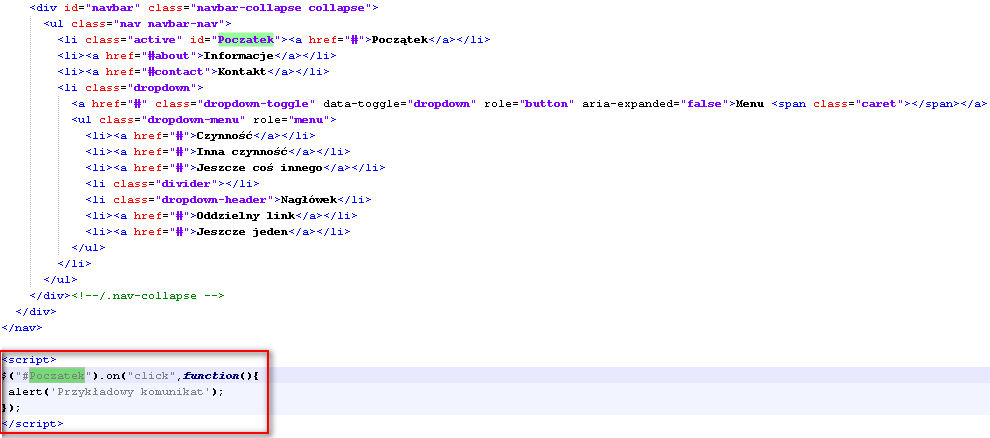 <div id="navbar" class="navbar-collapse collapse">
<ul class="nav navbar-nav">
<li class="active" id="Poczatek"><a href="#">Początek</a></li>
<li><a href="#about">Informacje</a></li>
<li><a href="#contact">Kontakt</a></li>
<li class="dropdown">
<a href="#" class="dropdown-toggle" data-toggle="dropdown" role="button" aria-expanded="false">Menu <span class="caret"></span></a>
<ul class="dropdown-menu" role="menu">
<li><a href="#">Czynność</a></li>
<li><a href="#">Inna czynność</a></li>
<li><a href="#">Jeszcze coś innego</a></li>
<li class="divider"></li>
<li class="dropdown-header">Nagłówek</li>
<li><a href="#">Oddzielny link</a></li>
<li><a href="#">Jeszcze jeden</a></li>
</ul>
</li>
</ul>
</div><!--/.nav-collapse -->
</div>
</nav>
<script>
$("#Poczatek").on("click",function(){
alert('Przykładowy komunikat');
});
</script>